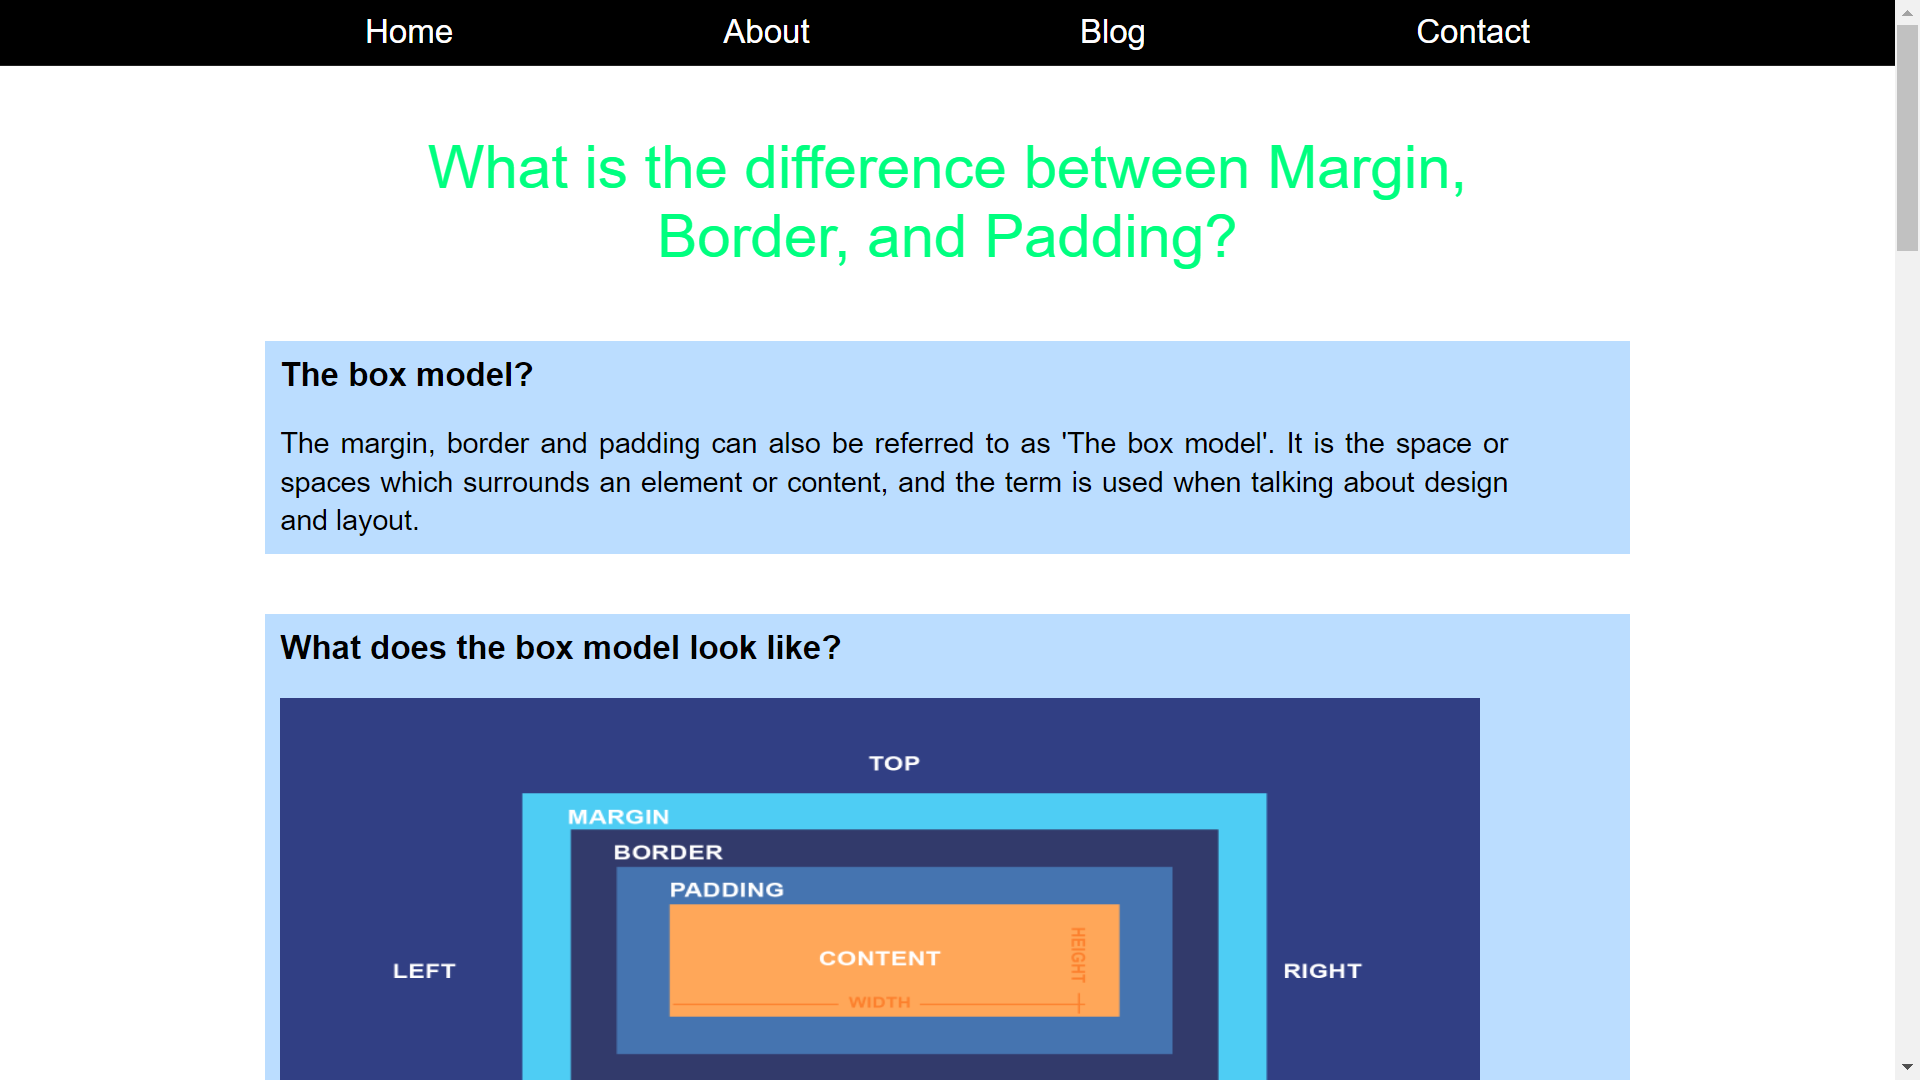 Home About Blog Contact
What is the difference between Margin,
Border, and Padding?
The box model?
The margin, border and padding can also be referred to as 'The box model'. It is the space or
spaces which surrounds an element or content, and the term is used when talking about design
and layout.
What does the box model look like?
TOP
MARGIN
BORDER
PADDING
HEIGHT
CONTENT
LEFT
RIGHT
WIDTH